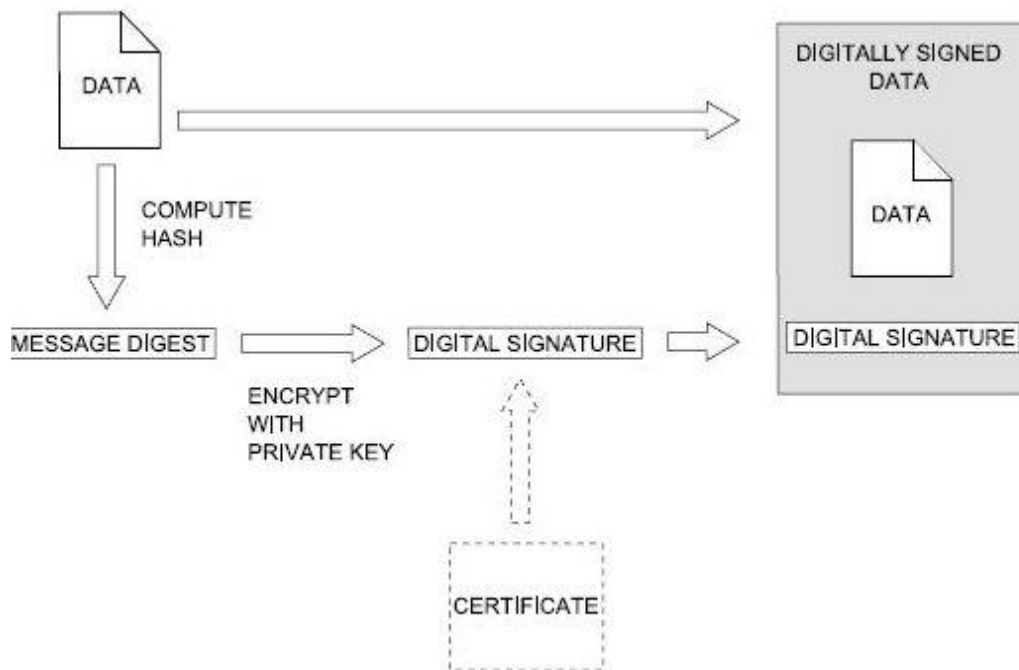 DATA
DIGITALLY SIGNED
DATA
DATA
COMPUTE
HASH
MESSAGE DIGEST
DIGITAL SIGNATURE
DIGITAL SIGNATURE
ENCRYPT
WITH
PRIVATE KEY
CERTIFICATE